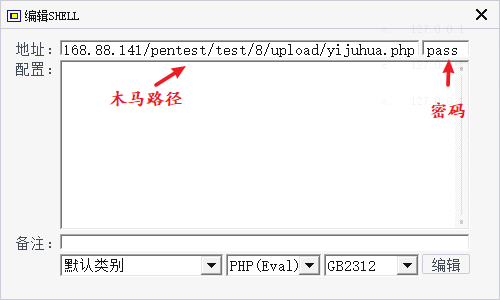 编辑SHELL
地址: 168.88.141/pentest/test/8/upload/yijuhua.php pass
配置:
木马路径
密码
备注:
默认类别 PHP(Eval) GB2312 编辑